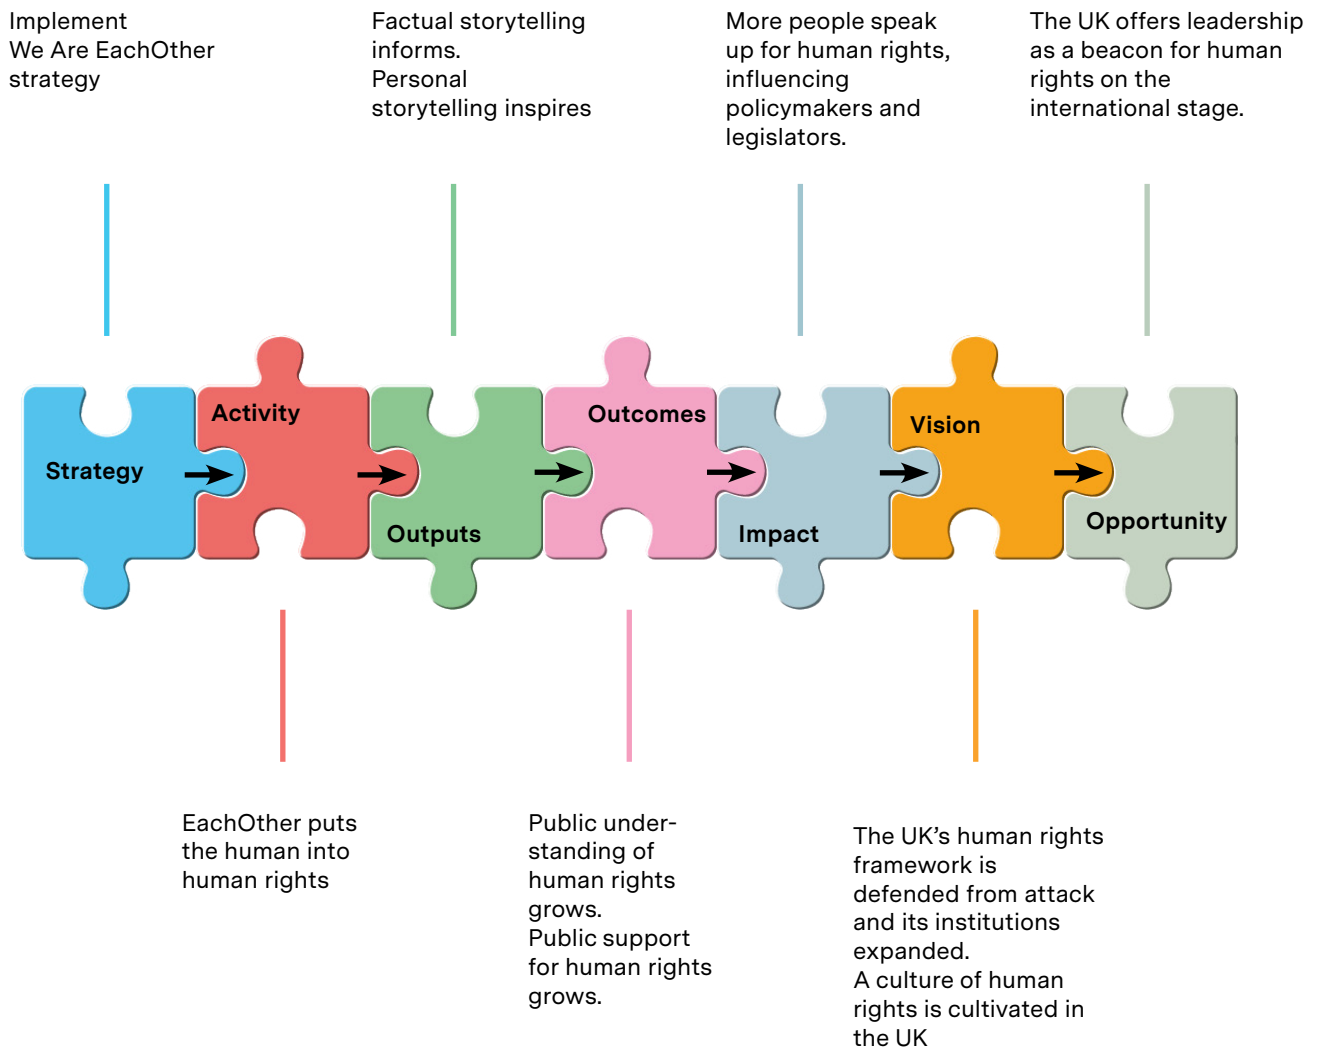 Implement
We Are EachOther
strategy
Factual storytelling
informs.
Personal
storytelling inspires
More people speak
up for human rights,
influencing
policymakers and
legislators.
The UK offers leadership
as a beacon for human
rights on the
international stage.
Strategy
Activity
Outputs
Outcomes
Impact
Vision
Opportunity
EachOther puts
the human into
human rights
Public under-
standing of
human rights
grows.
Public support
for human rights
grows.
The UK’s human rights
framework is
defended from attack
and its institutions
expanded.
A culture of human
rights is cultivated in
the UK